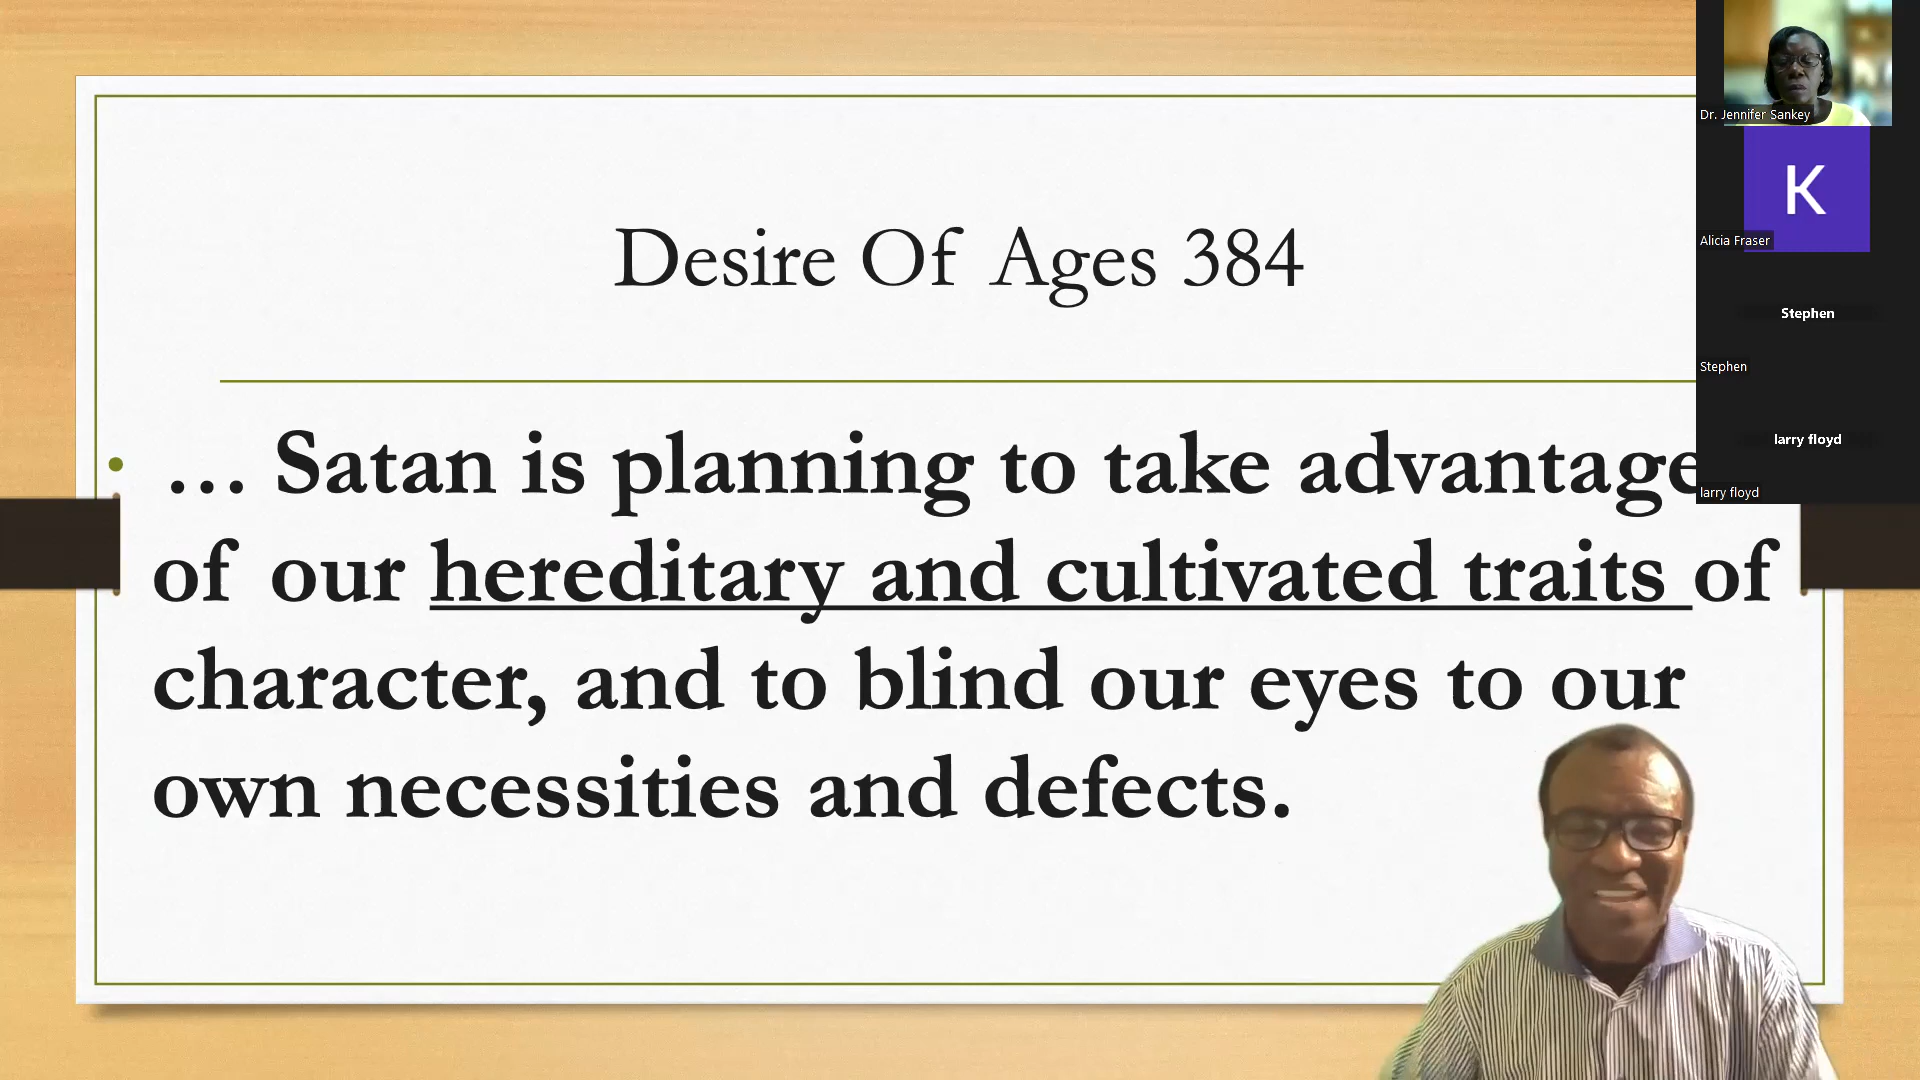 Desire Of Ages 384
… Satan is planning to take advantage
of our hereditary and cultivated traits of
character, and to blind our eyes to our
own necessities and defects.
Dr. Jennifer Sankey
K
Alicia Fraser
Stephen
Stephen
larry floyd
larry floyd